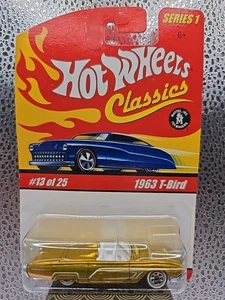 SERIES 1
8+
Hot Wheels
Classics
#13 of 25
1963 T-Bird